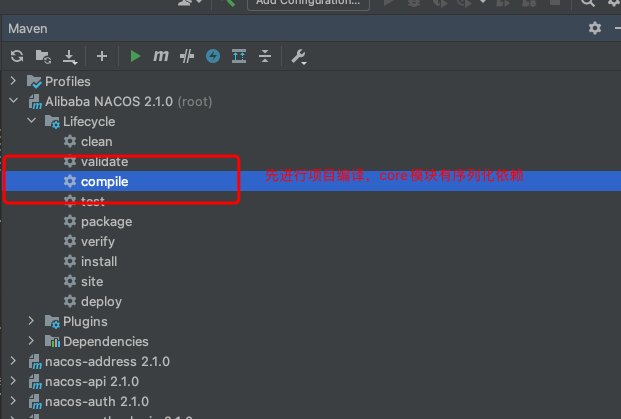 Add Configuration...
Maven
Profiles
Alibaba NACOS 2.1.0 (root)
Lifecycle
clean
validate
compile
先进行项目编译，core模块有序列化依赖
test
package
verify
install
site
deploy
Plugins
Dependencies
nacos-address 2.1.0
nacos-api 2.1.0
nacos-auth 2.1.0